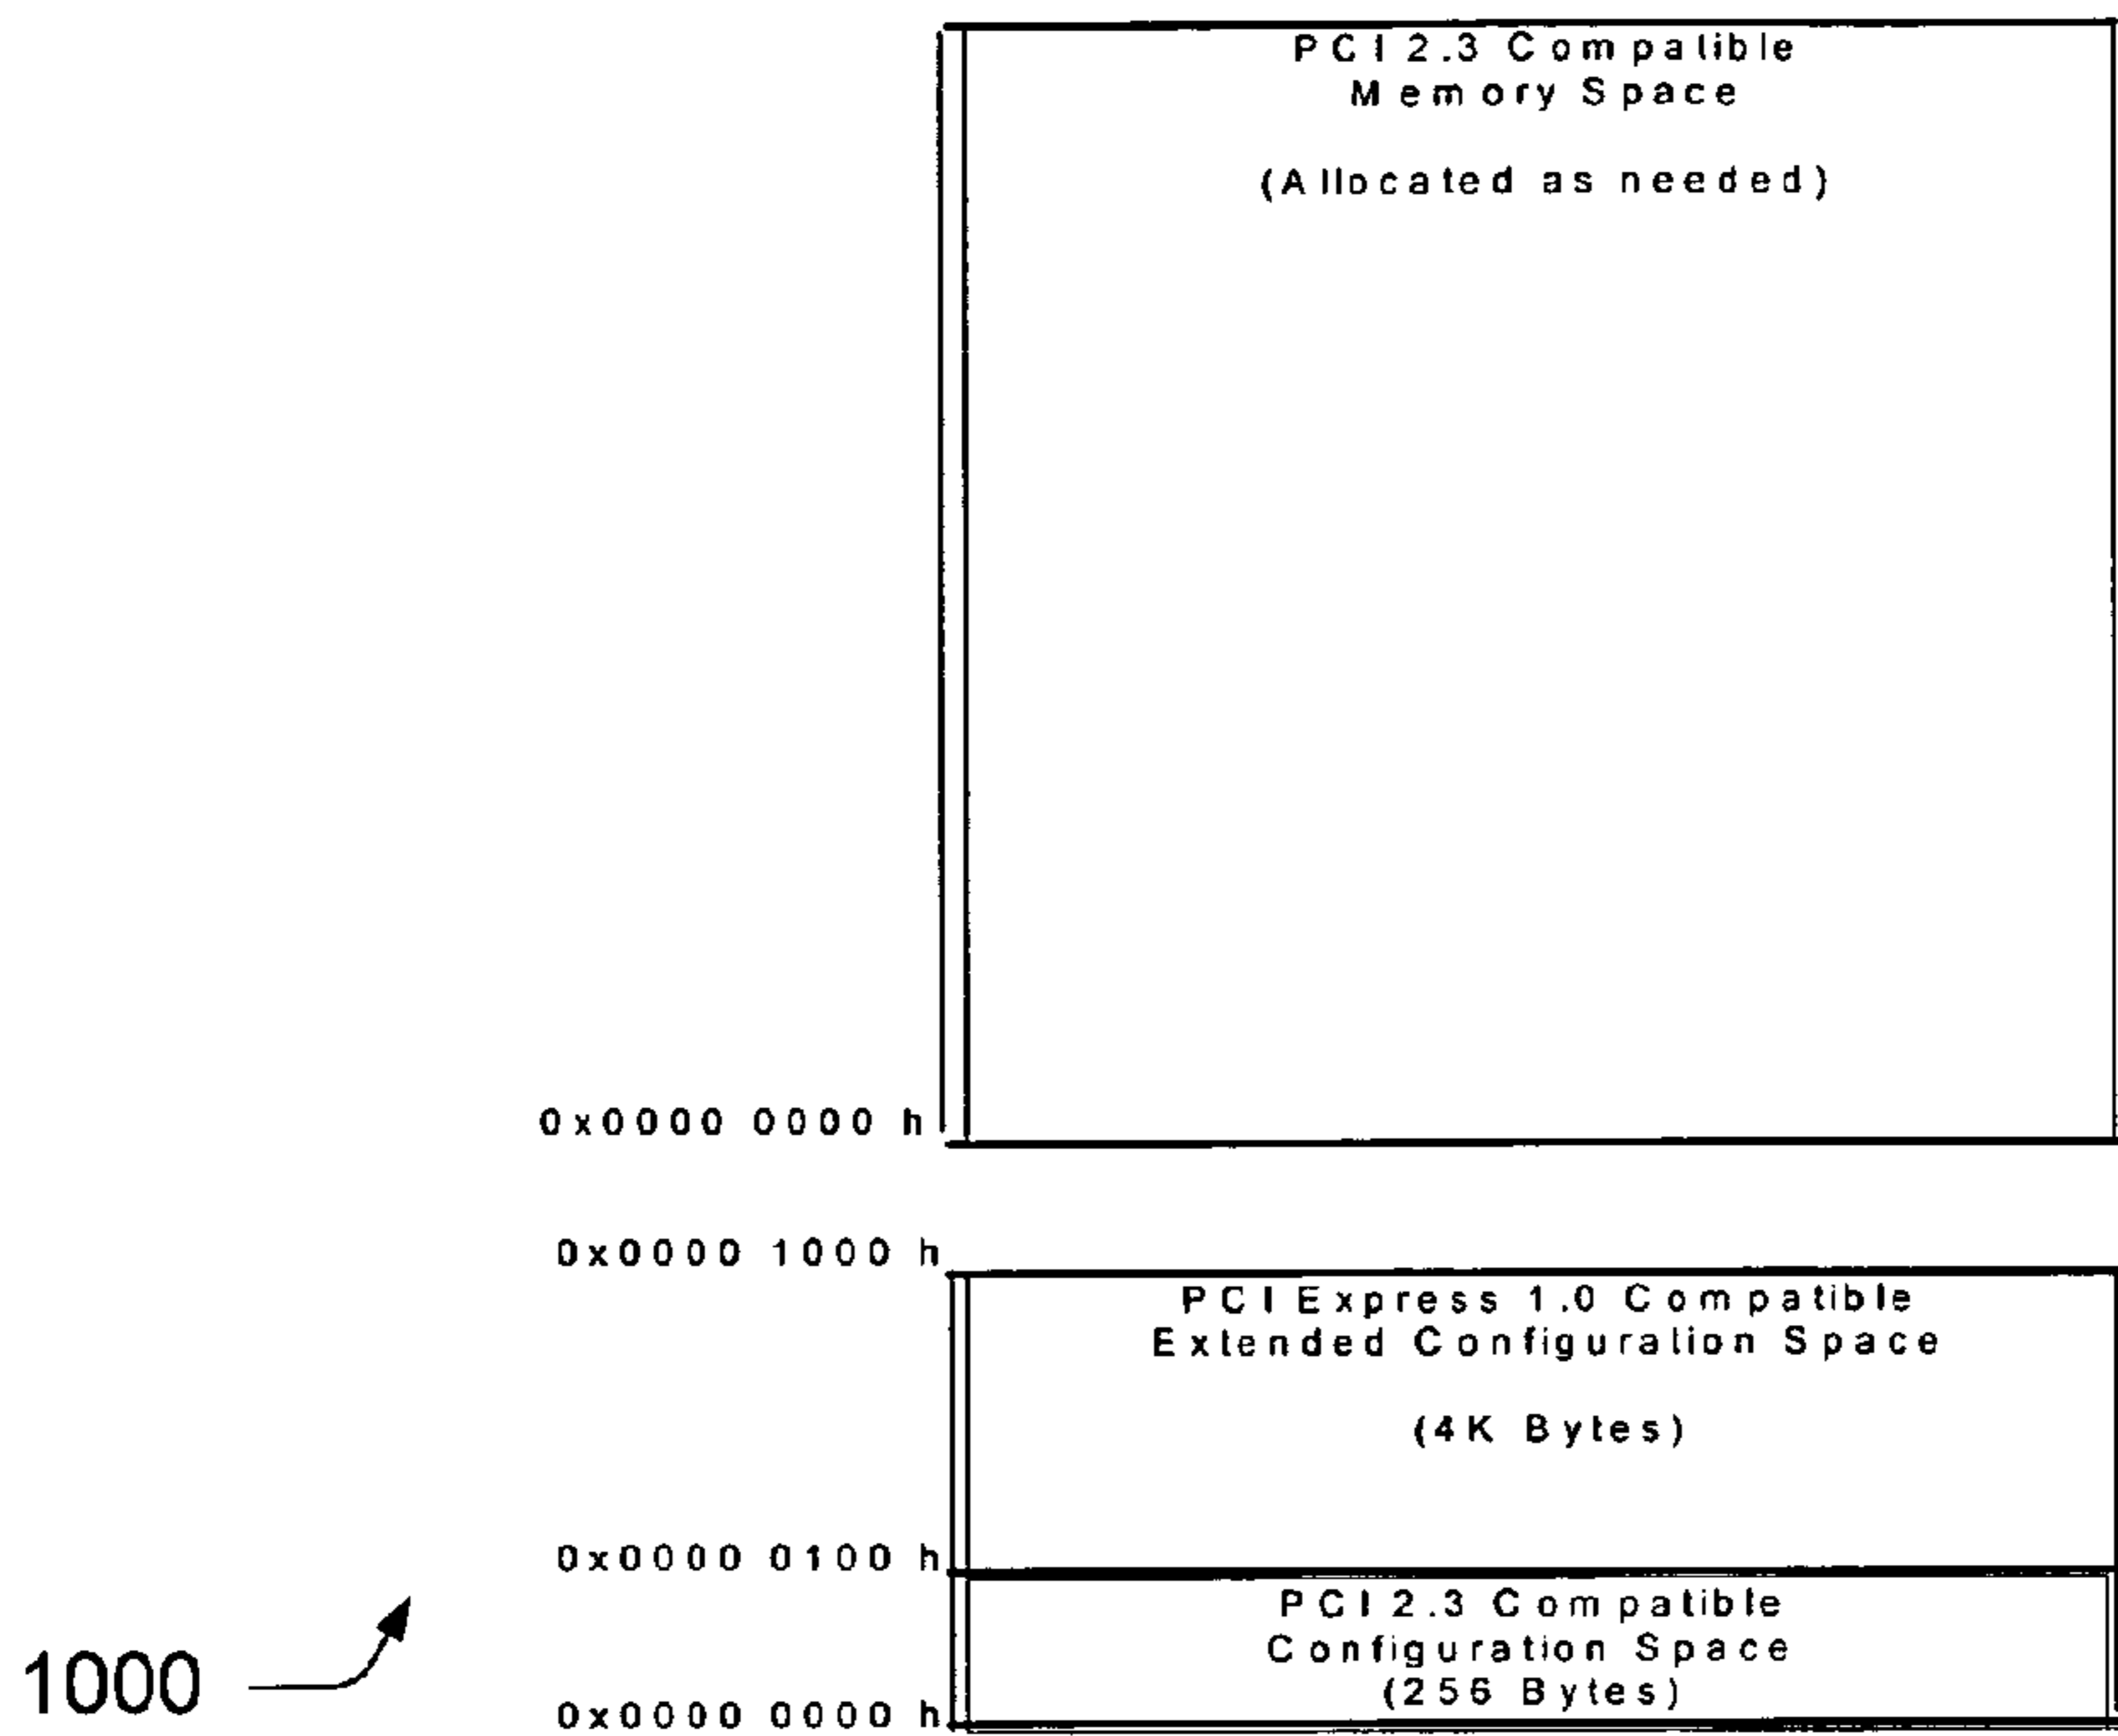 PCI 2.3 Compatible
Memory Space
(Allocated as needed)
0x0000 0000 h
0x0000 1000 h
PCI Express 1.0 Compatible
Extended Configuration Space
(4K Bytes)
0x0000 0100 h
PCI 2.3 Compatible
Configuration Space
(256 Bytes)
0x0000 0000 h
1000